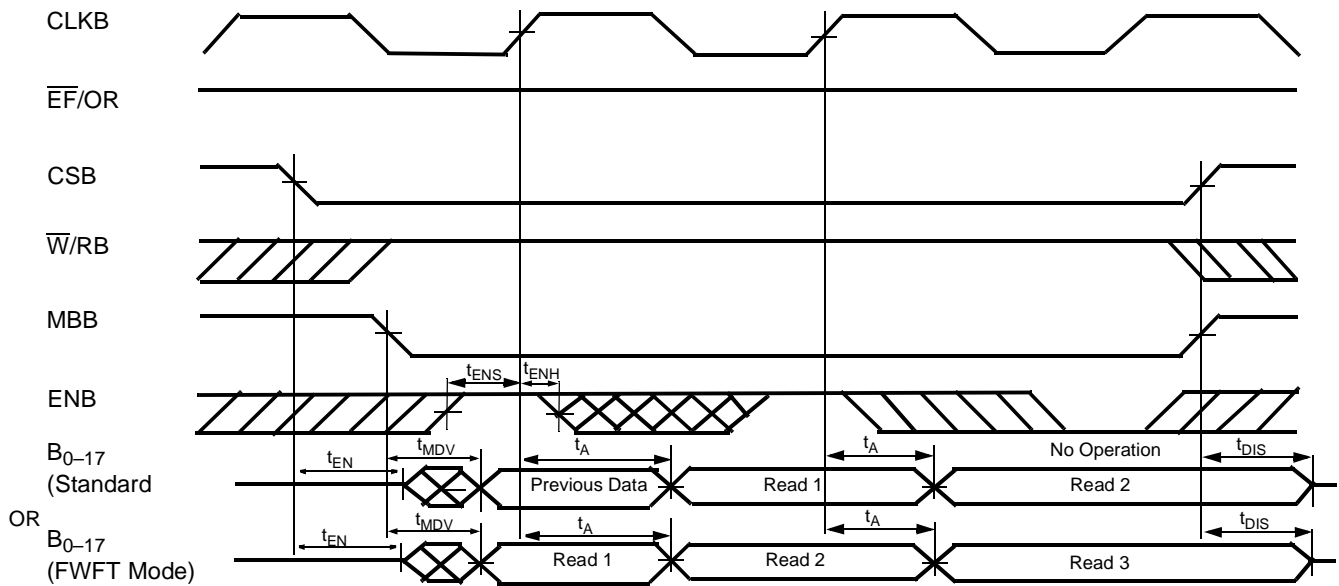 CLKB
EF/OR
CSB
W/RB
MBB
tENS
tENH
ENB
B0–17
(Standard
tEN
tMDV
tA
tA
No Operation
tDIS
Previous Data
Read 1
Read 2
OR
B0–17
(FWFT Mode)
tEN
tMDV
tA
tA
tDIS
Read 1
Read 2
Read 3